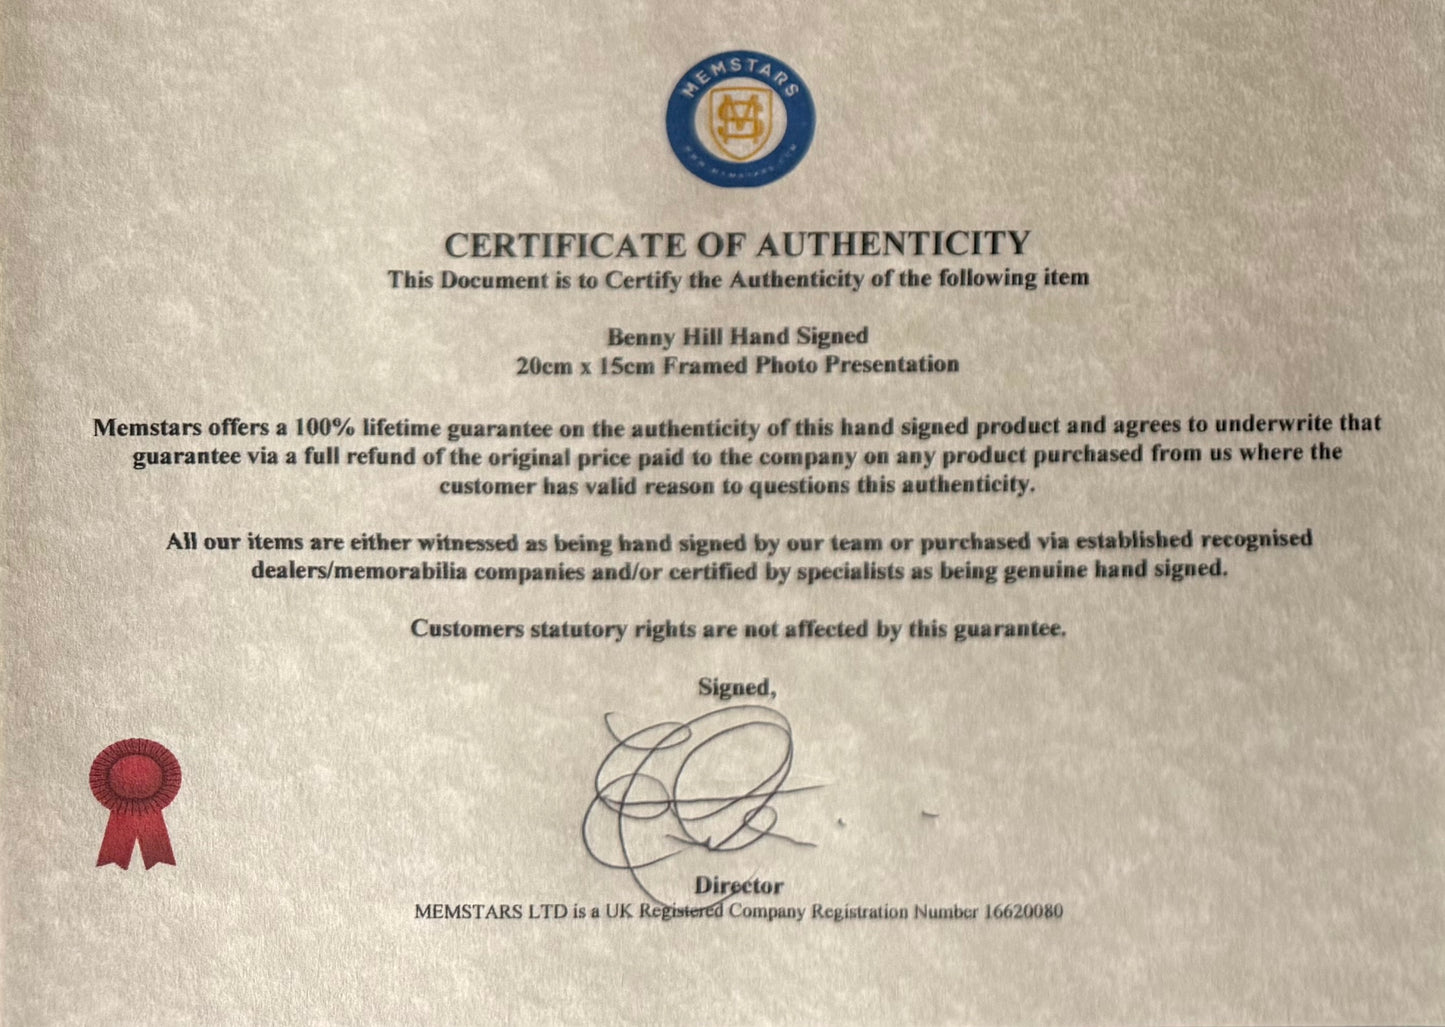 MEMSTARS
MS
WWW.MEMSTARS.COM
CERTIFICATE OF AUTHENTICITY
This Document is to Certify the Authenticity of the following item
Benny Hill Hand Signed
20cm x 15cm Framed Photo Presentation
Memstars offers a 100% lifetime guarantee on the authenticity of this hand signed product and agrees to underwrite that
guarantee via a full refund of the original price paid to the company on any product purchased from us where the
customer has valid reason to questions this authenticity.
All our items are either witnessed as being hand signed by our team or purchased via established recognised
dealers/memorabilia companies and/or certified by specialists as being genuine hand signed.
Customers statutory rights are not affected by this guarantee.
Signed,
Director
MEMSTARS LTD is a UK Registered Company Registration Number 16620080